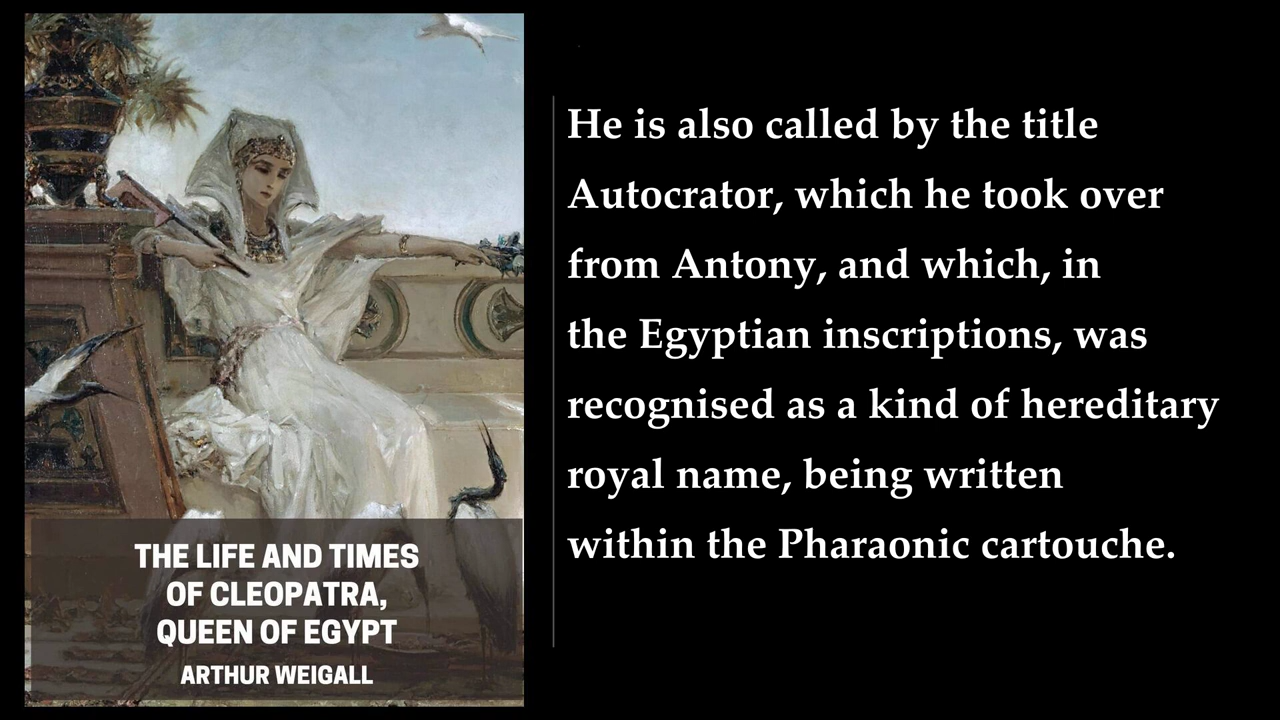 THE LIFE AND TIMES
OF CLEOPATRA,
QUEEN OF EGYPT
ARTHUR WEIGALL
He is also called by the title
Autocrator, which he took over
from Antony, and which, in
the Egyptian inscriptions, was
recognised as a kind of hereditary
royal name, being written
within the Pharaonic cartouche.